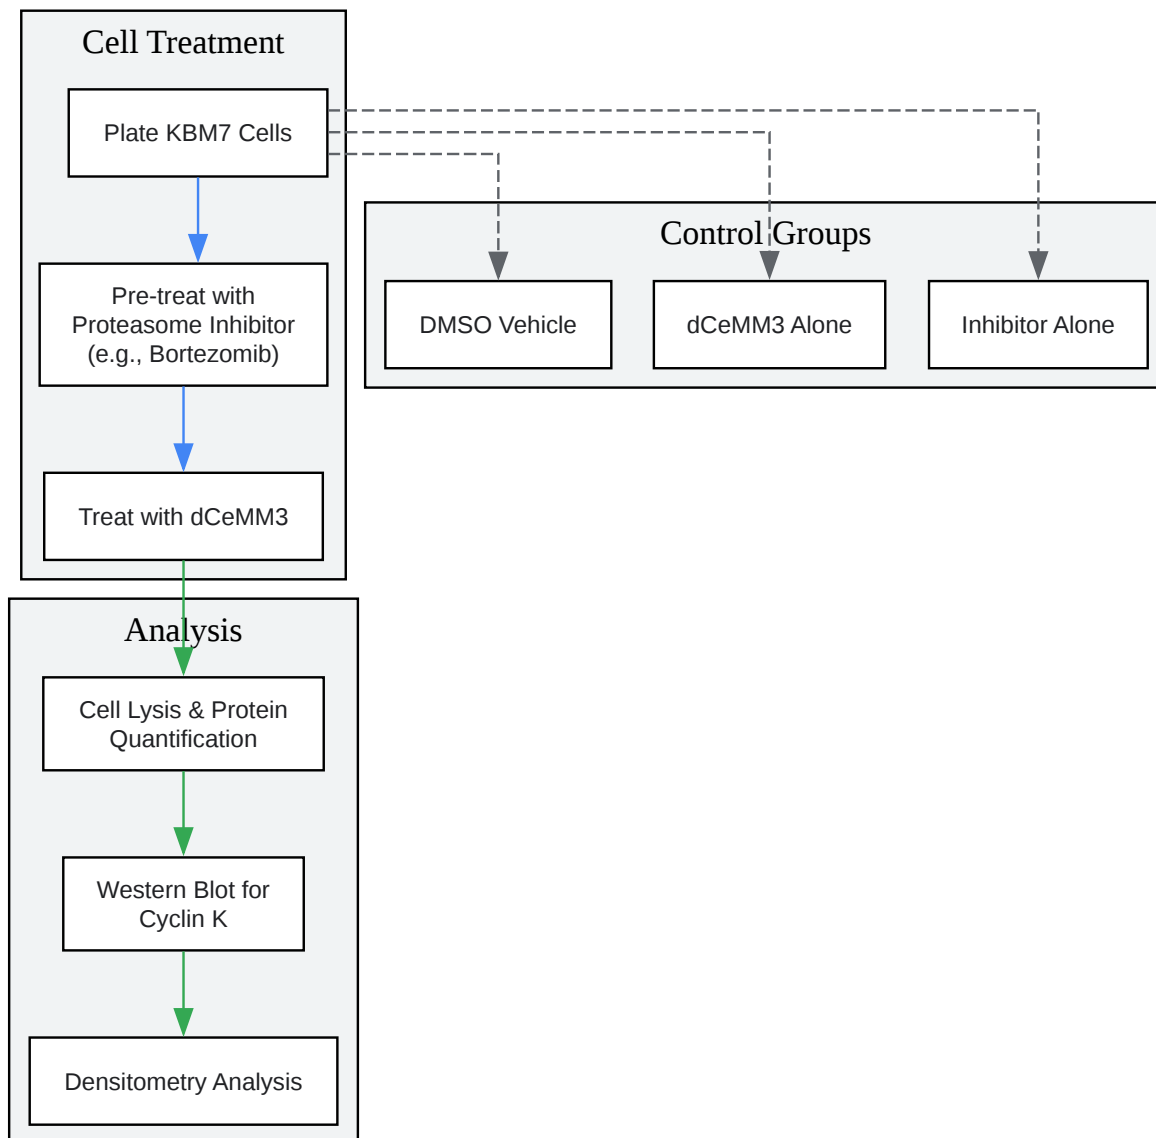 Cell Treatment
Plate KBM7 Cells
Pre-treat with
Proteasome Inhibitor
(e.g., Bortezomib)
Treat with dCeMM3
Control Groups
DMSO Vehicle
dCeMM3 Alone
Inhibitor Alone
Analysis
Cell Lysis & Protein
Quantification
Western Blot for
Cyclin K
Densitometry Analysis